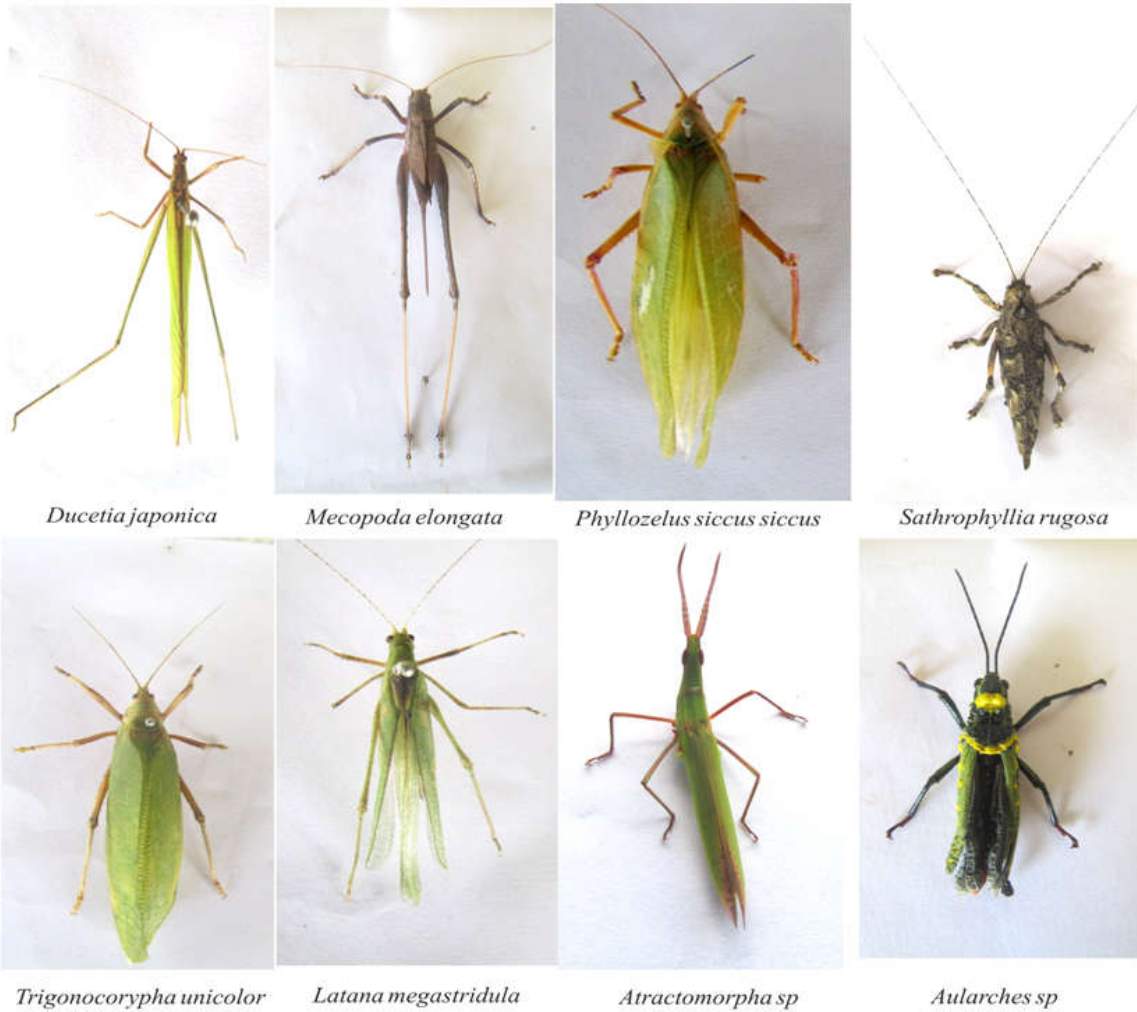 Ducetia japonica
Mecopoda elongata
Phyllozelus siccus siccus
Sathrophyllia rugosa
Trigonocorypha unicolor
Latana megastridula
Atractomorpha sp
Aularches sp